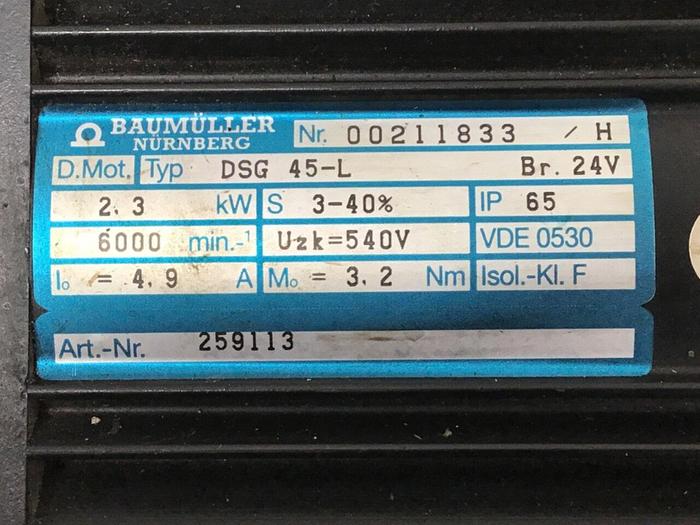 BAUMÜLLER
NÜRNBERG
Nr. 00211833 / H
D.Mot. Typ DSG 45-L Br. 24V
2,3 kW S 3-40% IP 65
6000 min.-¹ Uzk=540V VDE 0530
I₀ = 4,9 A M₀ = 3,2 Nm Isol.-Kl. F
Art.-Nr. 259113